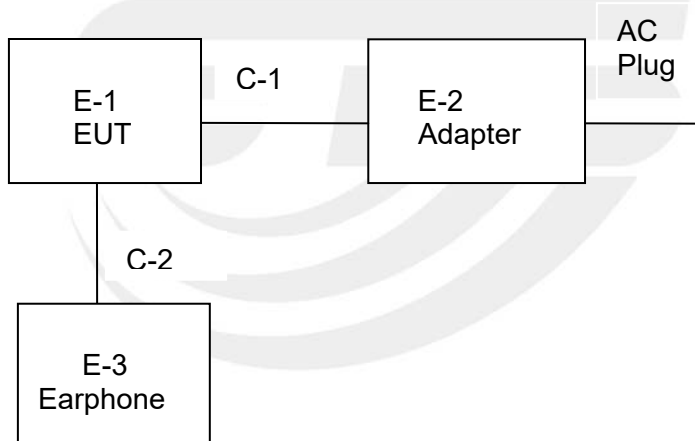 AC
Plug
C-1
E-1
EUT
E-2
Adapter
C-2
E-3
Earphone